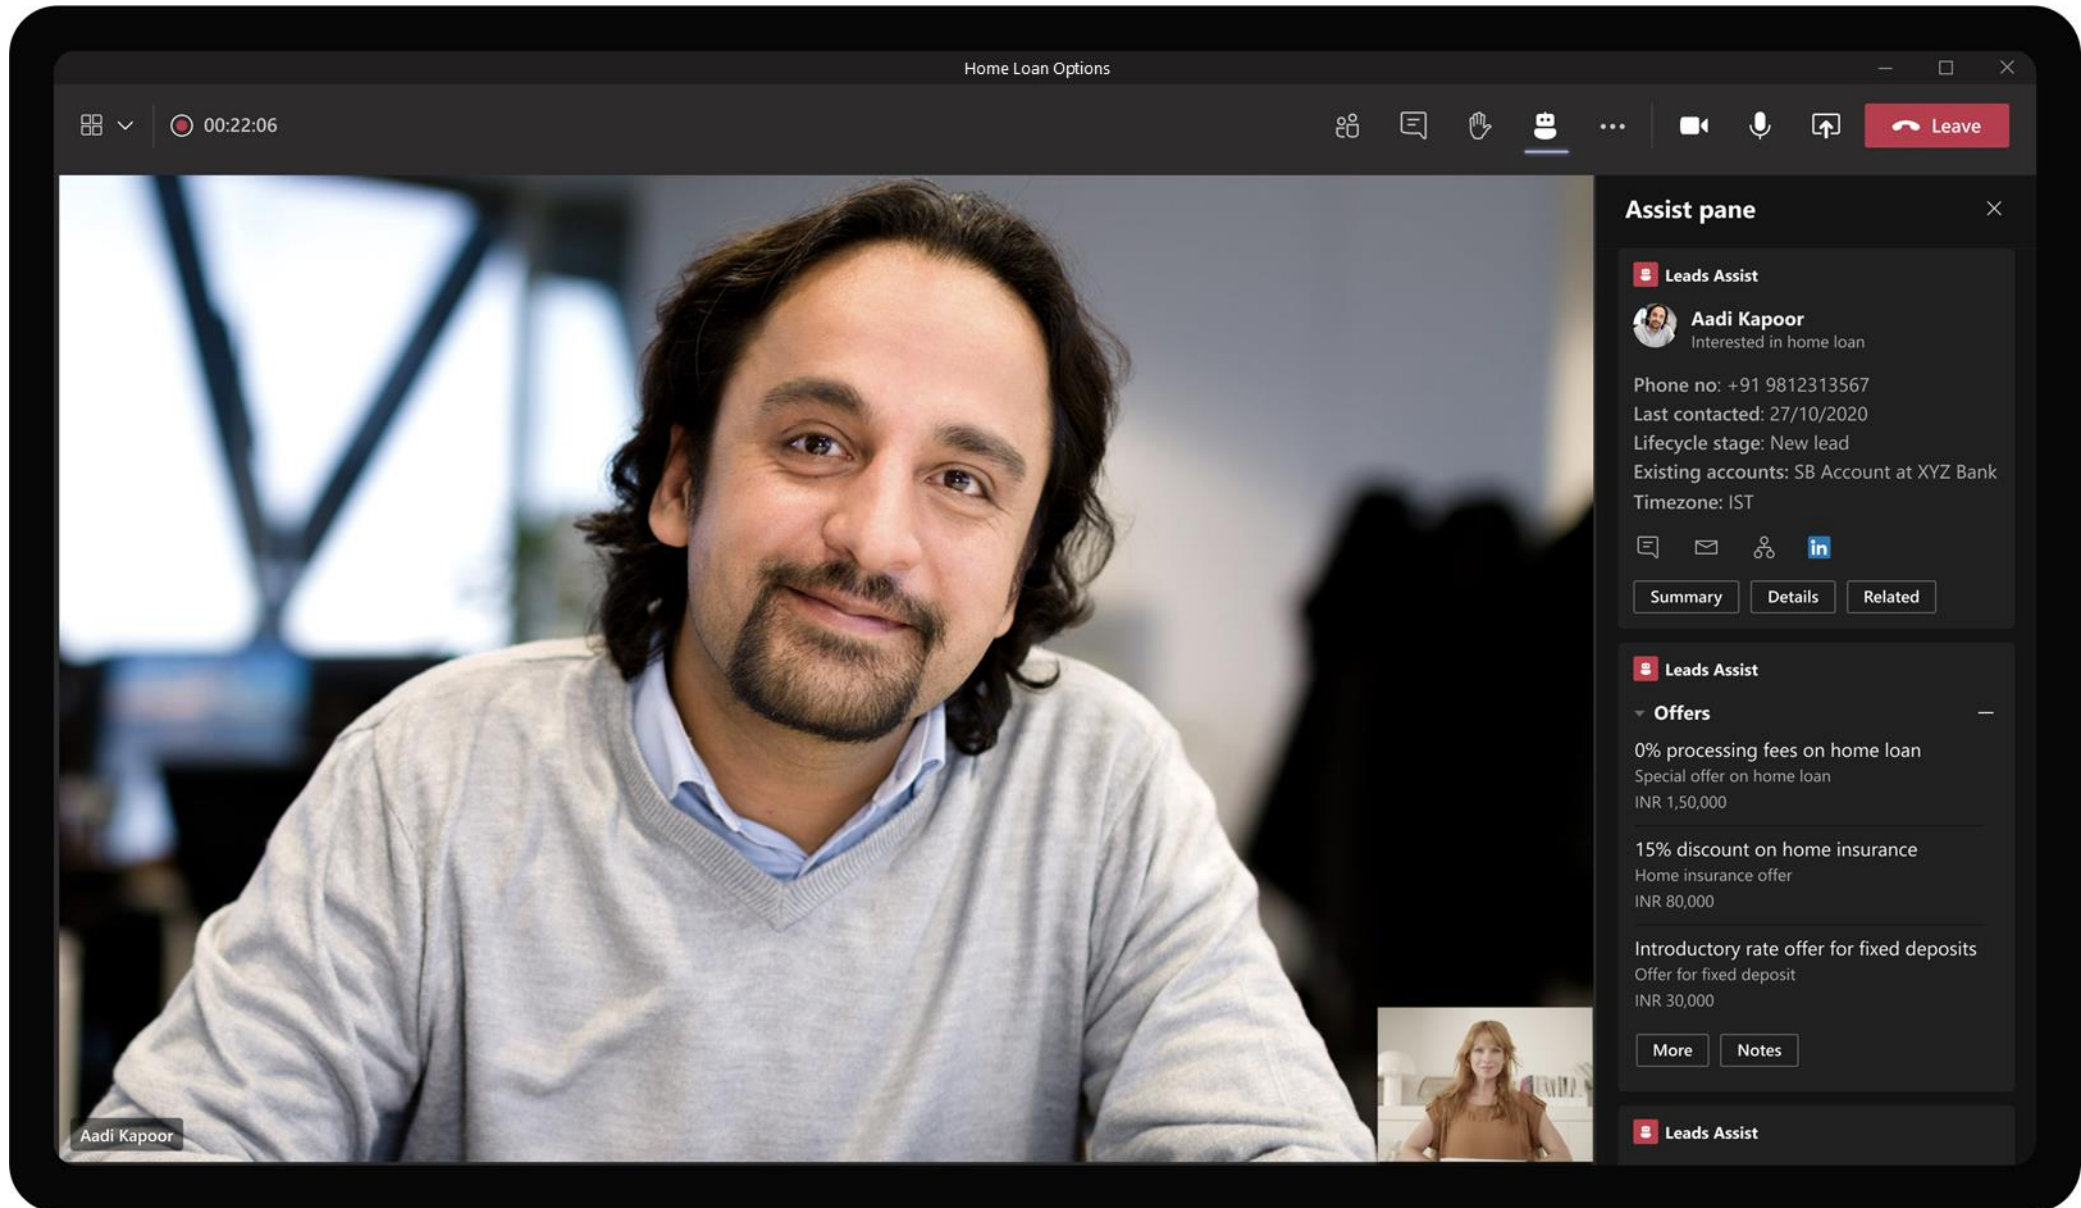 Home Loan Options
00:22:06
Leave
Assist pane
Leads Assist
Aadi Kapoor
Interested in home loan
Phone no: +91 9812313567
Last contacted: 27/10/2020
Lifecycle stage: New lead
Existing accounts: SB Account at XYZ Bank
Timezone: IST
in
Summary Details Related
Leads Assist
Offers
0% processing fees on home loan
Special offer on home loan
INR 1,50,000
15% discount on home insurance
Home insurance offer
INR 80,000
Introductory rate offer for fixed deposits
Offer for fixed deposit
INR 30,000
More Notes
Leads Assist
Aadi Kapoor